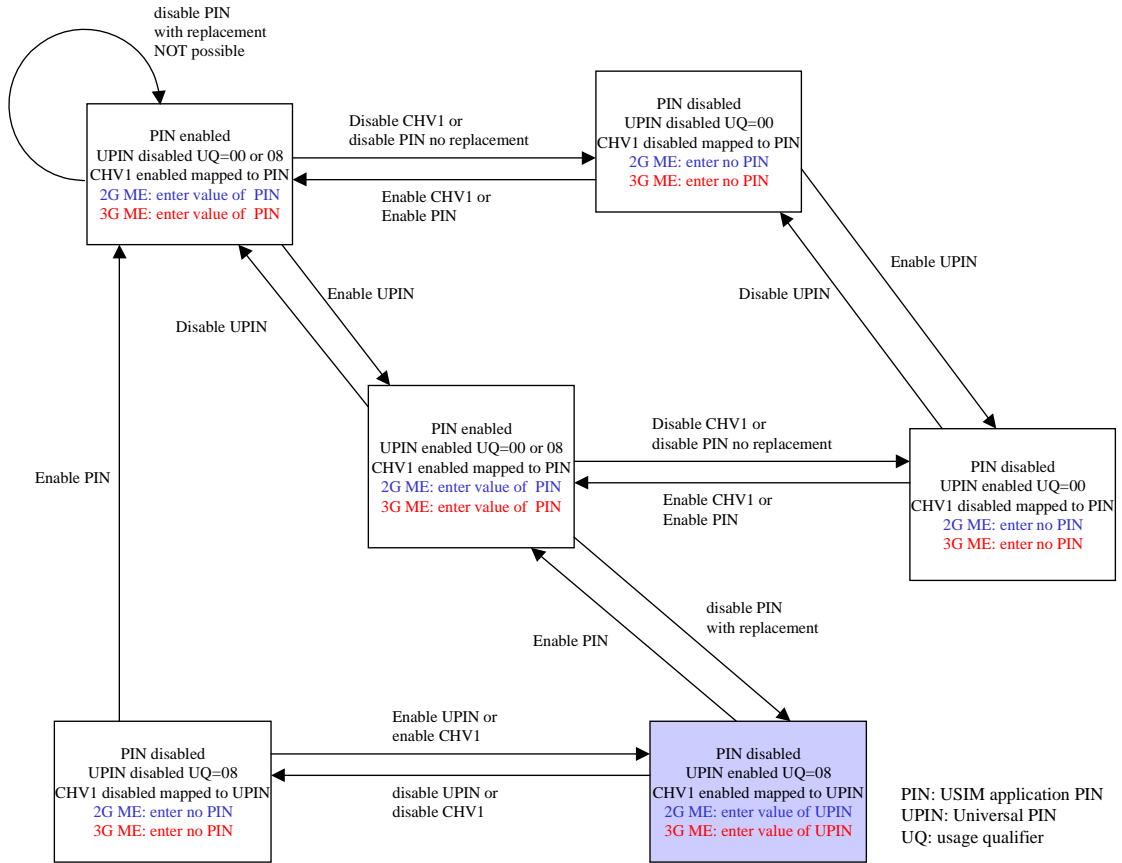 disable PIN
with replacement
NOT possible
PIN enabled
UPIN disabled UQ=00 or 08
CHV1 enabled mapped to PIN
2G ME: enter value of  PIN
3G ME: enter value of  PIN
Disable CHV1 or
disable PIN no replacement
Enable CHV1 or
Enable PIN
PIN disabled
UPIN disabled UQ=00
CHV1 disabled mapped to PIN
2G ME: enter no PIN
3G ME: enter no PIN
Enable UPIN
Disable UPIN
Enable UPIN
Disable UPIN
PIN enabled
UPIN enabled UQ=00 or 08
CHV1 enabled mapped to PIN
2G ME: enter value of  PIN
3G ME: enter value of  PIN
Disable CHV1 or
disable PIN no replacement
Enable CHV1 or
Enable PIN
PIN disabled
UPIN enabled UQ=00
CHV1 disabled mapped to PIN
2G ME: enter no PIN
3G ME: enter no PIN
Enable PIN
disable PIN
with replacement
Enable PIN
PIN disabled
UPIN disabled UQ=08
CHV1 disabled mapped to UPIN
2G ME: enter no PIN
3G ME: enter no PIN
Enable UPIN or
enable CHV1
disable UPIN or
disable CHV1
PIN disabled
UPIN enabled UQ=08
CHV1 enabled mapped to UPIN
2G ME: enter value of UPIN
3G ME: enter value of UPIN
PIN: USIM application PIN
UPIN: Universal PIN
UQ: usage qualifier